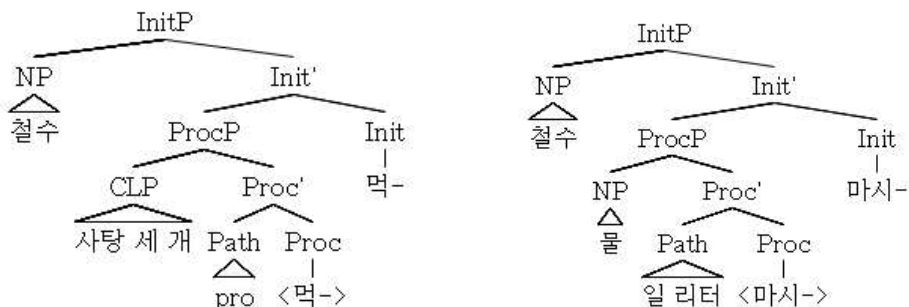 InitP
NP Init'
철수 ProcP Init
CLP Proc' 먹-
사탕 세 개 Path Proc
pro <먹->
InitP
NP Init'
철수 ProcP Init
NP Proc' 마시-
물 Path Proc
일 리터 <마시->